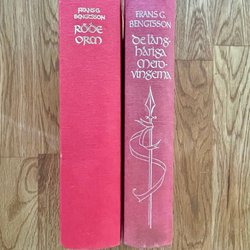 FRANS G.
BENGTSSON
RÖDE
ORM
FRANS G.
BENGTSSON
De lång-
håriga
mero-
vingerna